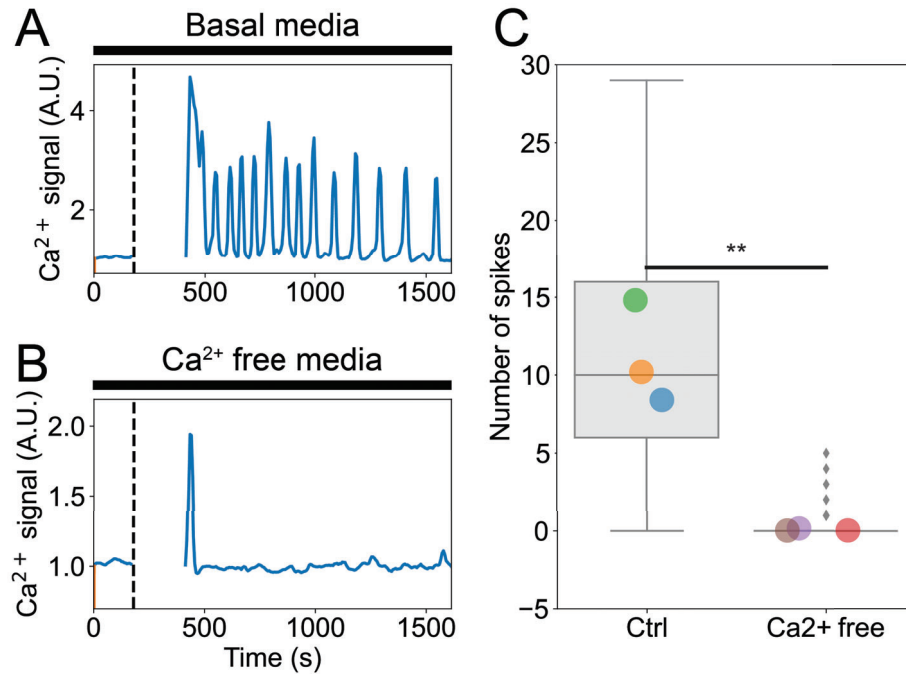 A
Basal media
Ca2+ signal (A.U.)
4
2
0
500
1000
1500
B
Ca2+ free media
Ca2+ signal (A.U.)
2.0
1.5
1.0
0
500
1000
1500
Time (s)
C
Number of spikes
30
25
20
15
10
5
0
−5
**
Ctrl
Ca2+ free